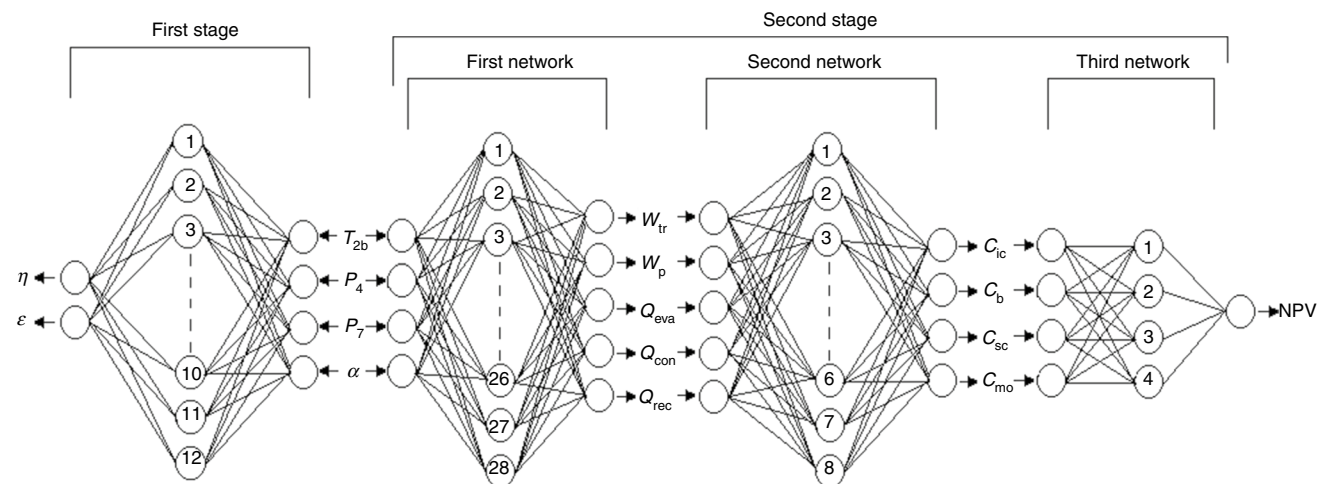 Second stage
First stage
First network
Second network
Third network
1
2
3
10
11
12
η
ε
T2b
P4
P7
α
1
2
3
26
27
28
Wtr
Wp
Qeva
Qcon
Qrec
1
2
3
6
7
8
Cic
Cb
Csc
Cmo
1
2
3
4
NPV